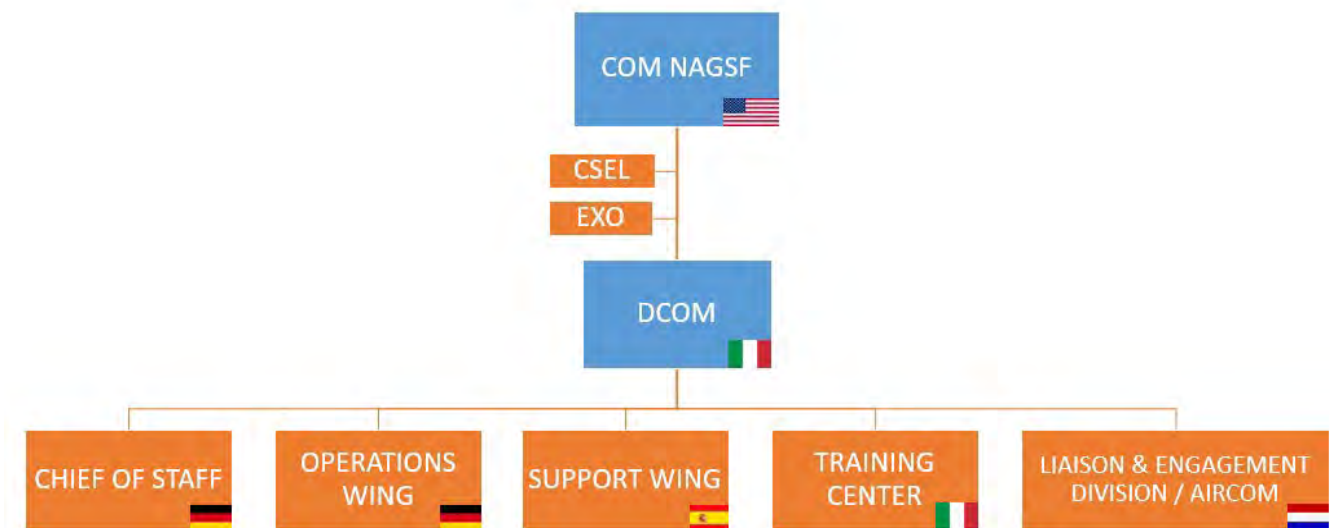 COM NAGSF
CSEL
EXO
DCOM
CHIEF OF STAFF
OPERATIONS
WING
SUPPORT WING
TRAINING
CENTER
LIAISON & ENGAGEMENT
DIVISION / AIRCOM